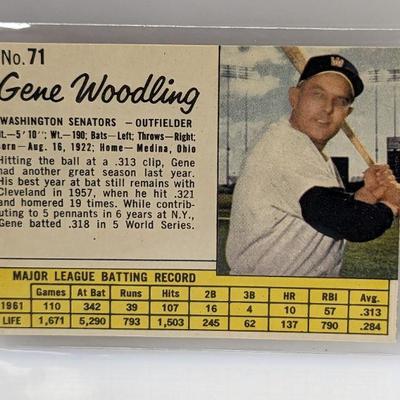 No. 71
Gene Woodling
WASHINGTON SENATORS — OUTFIELDER
Ht.—5' 10"; Wt.—190; Bats—Left; Throws—Right;
Born—Aug. 16, 1922; Home— Medina, Ohio
Hitting the ball at a .313 clip, Gene
had another great season last year.
His best year at bat still remains with
Cleveland in 1957, when he hit .321
and homered 19 times. While contrib-
uting to 5 pennants in 6 years at N.Y.,
Gene batted .318 in 5 World Series.
MAJOR LEAGUE BATTING RECORD
Games At Bat Runs Hits 2B 3B HR RBI Avg.
1961 110 342 39 107 16 4 10 57 .313
LIFE 1,671 5,290 793 1,503 245 62 137 790 .284